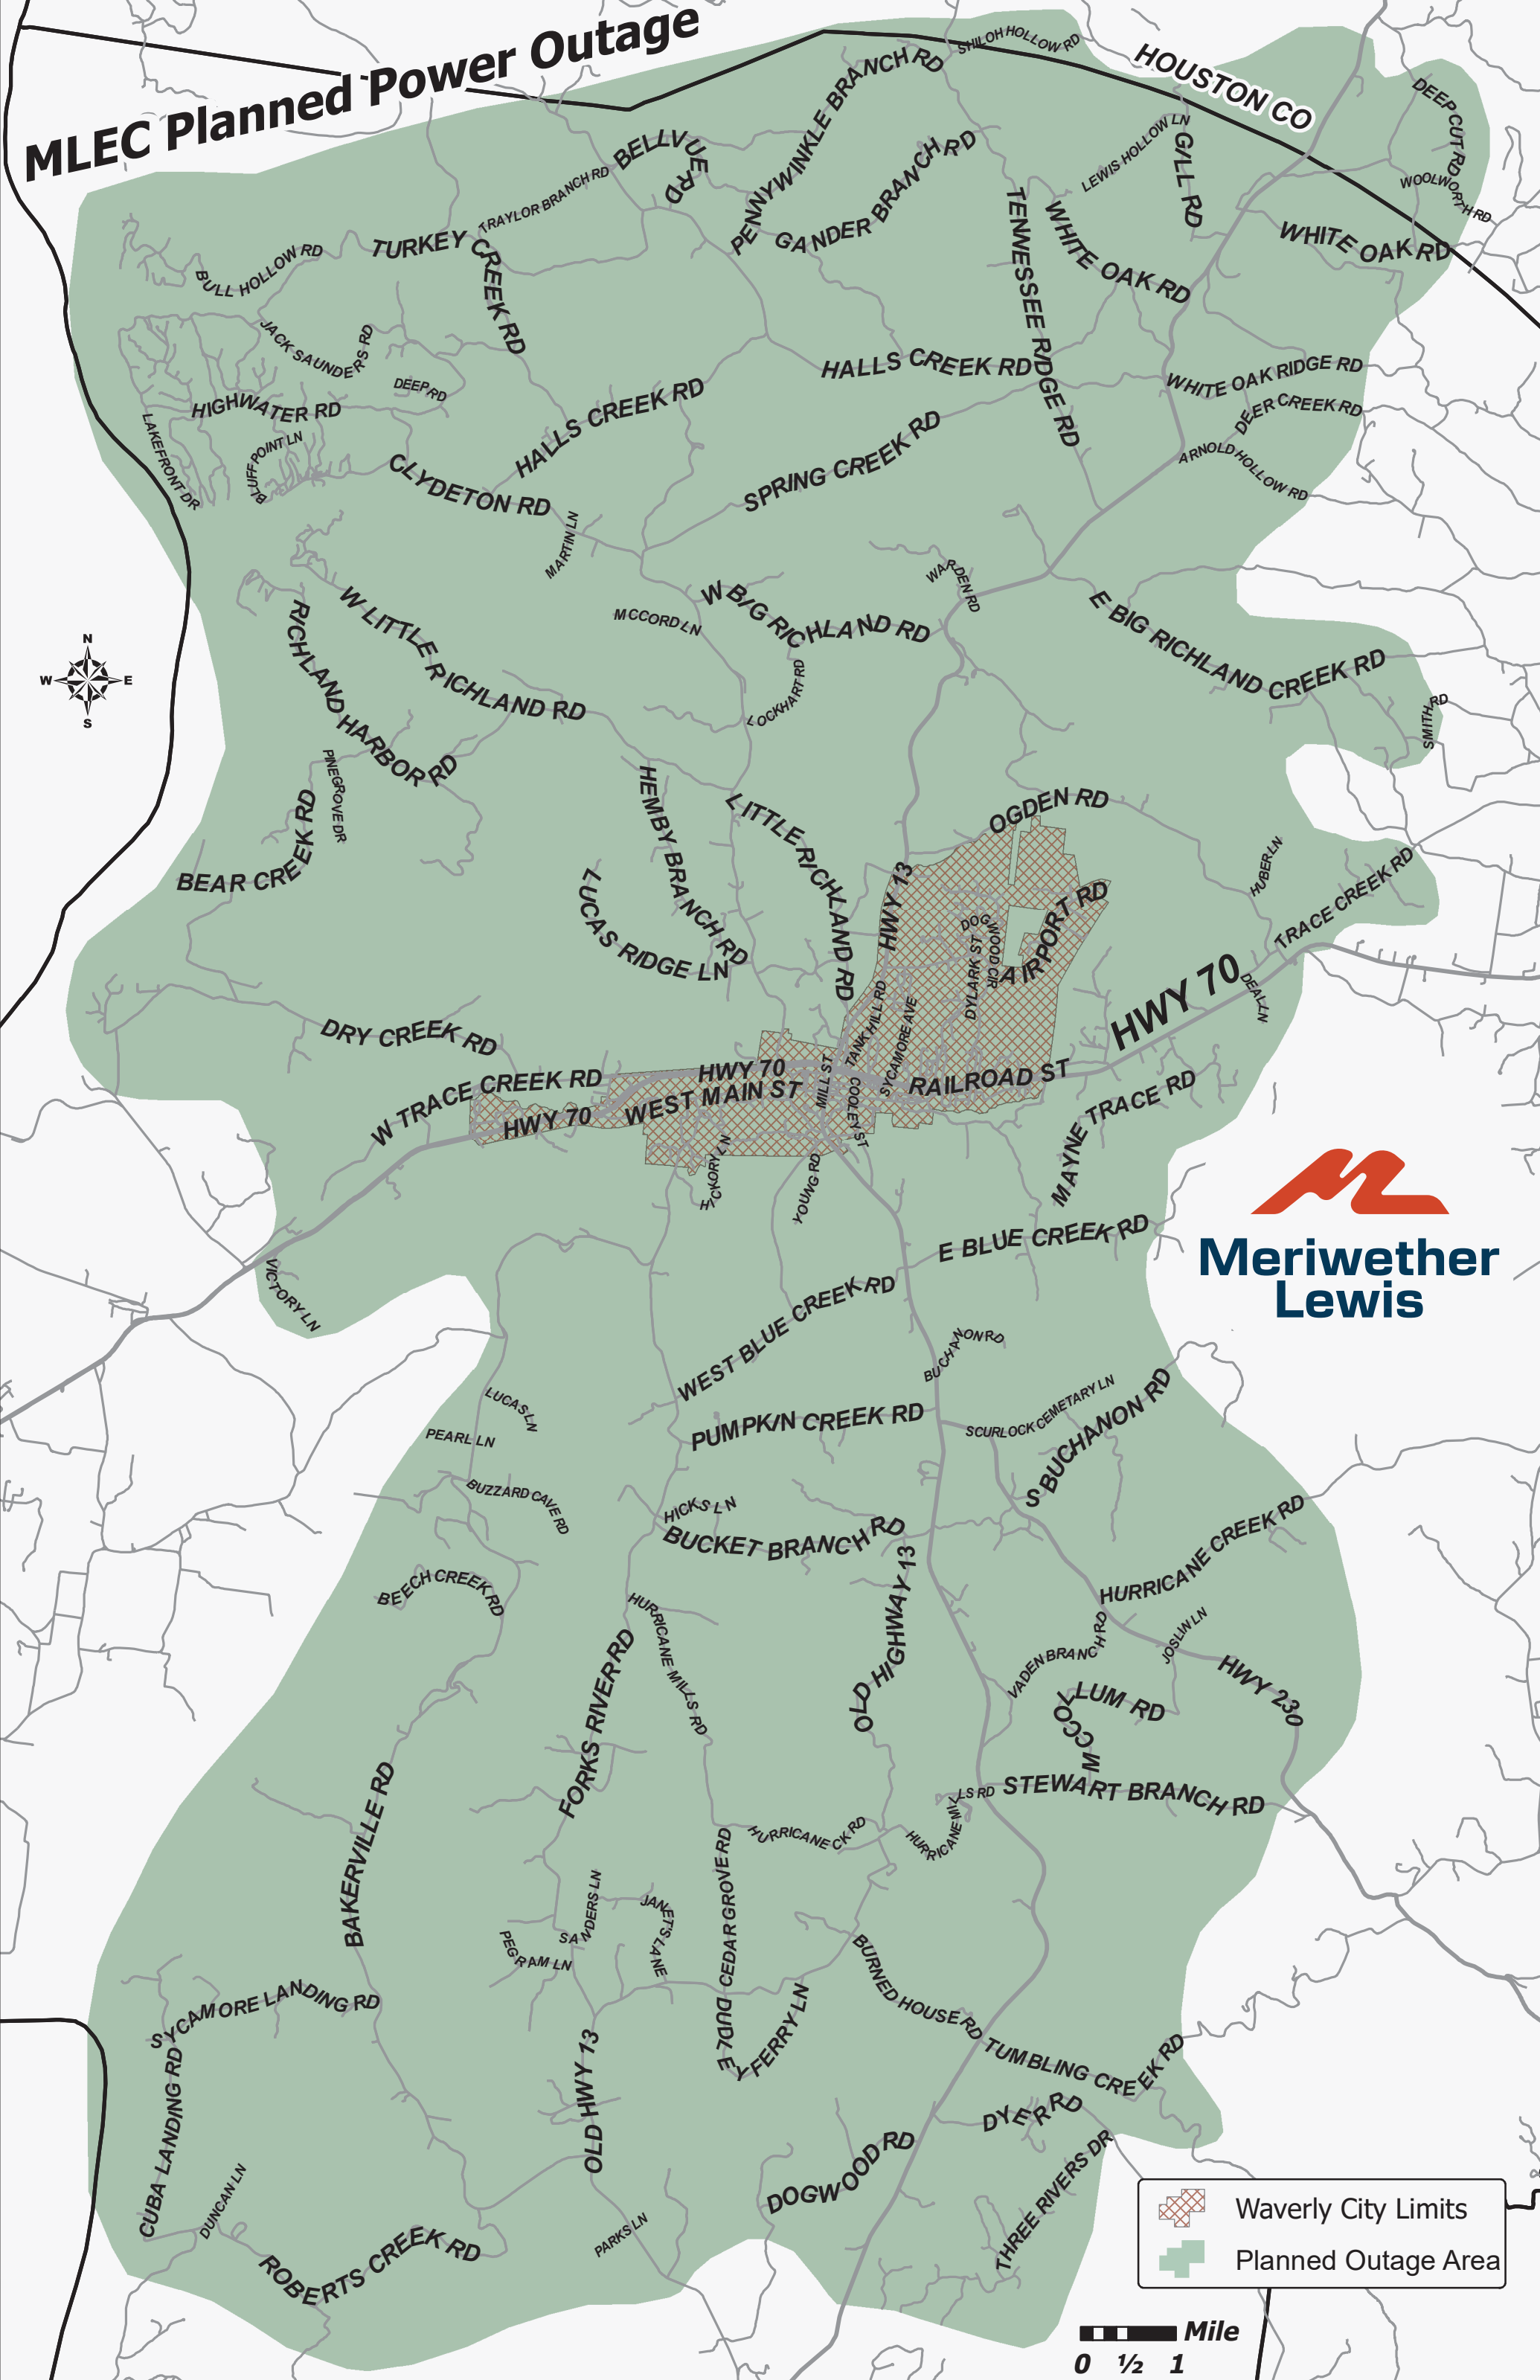 MLEC Planned Power Outage
SHILOH HOLLOW RD
HOUSTON CO
PENNYWINKLE BRANCH RD
DEEP CUT RD
BELLVUE RD
LEWIS HOLLOW LN
GILL RD
GANDER BRANCH RD
TRAYLOR BRANCH RD
WOOLWORTH RD
TURKEY CREEK RD
BULL HOLLOW RD
TENNESSEE RIDGE RD
WHITE OAK RD
WHITE OAK RD
JACK SAUNDERS RD
DEEP RD
HALLS CREEK RD
HALLS CREEK RD
WHITE OAK RIDGE RD
DEER CREEK RD
ARNOLD HOLLOW RD
HIGHWATER RD
BLUFF POINT LN
LAKEFRONT DR
CLYDETON RD
SPRING CREEK RD
MARTIN LN
WARDEN RD
W BIG RICHLAND RD
MCCORD LN
LOCKHART RD
E BIG RICHLAND CREEK RD
SMITH RD
W LITTLE RICHLAND RD
RICHLAND HARBOR RD
N
W
E
S
PINEGROVE DR
BEAR CREEK RD
HEMBY BRANCH RD
LITTLE RICHLAND RD
LUCAS RIDGE LN
OGDEN RD
HWY 13
AIRPORT RD
DOGWOOD CIR
DYLARK ST
TANK HILL RD
SYCAMORE AVE
HUBER LN
TRACE CREEK RD
HWY 70
DEAL LN
DRY CREEK RD
W TRACE CREEK RD
HWY 70
HWY 70
WEST MAIN ST
MILL ST
COOLEY ST
RAILROAD ST
MAYNE TRACE RD
HICKORY LN
YOUNG RD
E BLUE CREEK RD
Meriwether
Lewis
VICTORY LN
WEST BLUE CREEK RD
BUCHANON RD
LUCAS LN
PEARL LN
PUMPKIN CREEK RD
SCURLOCK CEMETARY LN
S BUCHANON RD
BUZZARD CAVE RD
HICKS LN
BUCKET BRANCH RD
HURRICANE CREEK RD
BEECH CREEK RD
HURRICANE MILLS RD
OLD HIGHWAY 13
FORKS RIVER RD
VADEN BRANCH RD
JOSLIN LN
HWY 230
MCCOLLUM RD
BAKERVILLE RD
STEWART BRANCH RD
HURRICANE MILLS RD
HURRICANE CK RD
CEDAR GROVE RD
SANDERS LN
JANETS LANE
PEGRAM LN
BURNED HOUSE RD
SYCAMORE LANDING RD
DUDLEY FERRY LN
OLD HWY 13
TUMBLING CREEK RD
DYER RD
CUBA LANDING RD
DUNCAN LN
DOGWOOD RD
THREE RIVERS DR
PARKS LN
ROBERTS CREEK RD
Waverly City Limits
Planned Outage Area
Mile
0 ½ 1